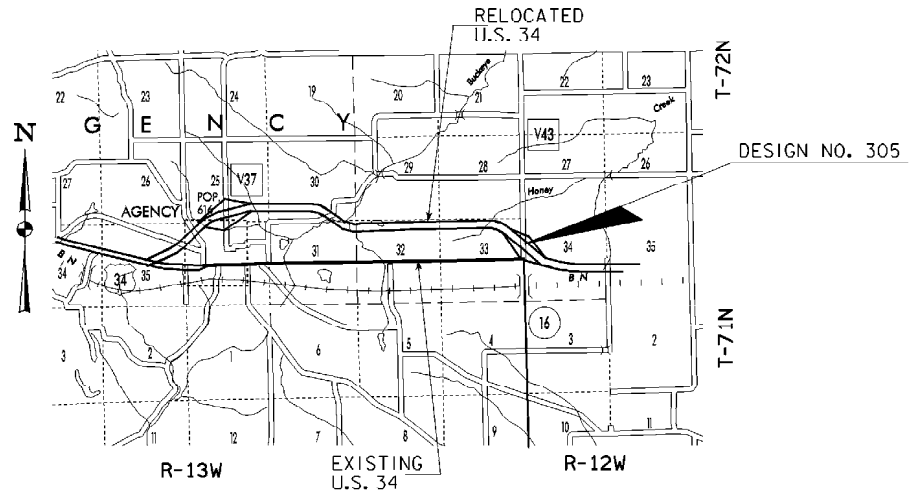 RELOCATED
U.S. 34
T-72N
22 23 24 19 20 21 22 23
Buckeye
Creek
G E N C Y
N
V43
DESIGN NO. 305
27 26 25 V37 30 29 28 27 26
POP.
616
AGENCY
Honey
31 32 33 34 35
B N
34 34 35
B N
16
T-71N
3 2 1 6 5 4 3 2
11 12 7 8 9 10 11
R-13W
EXISTING
U.S. 34
R-12W